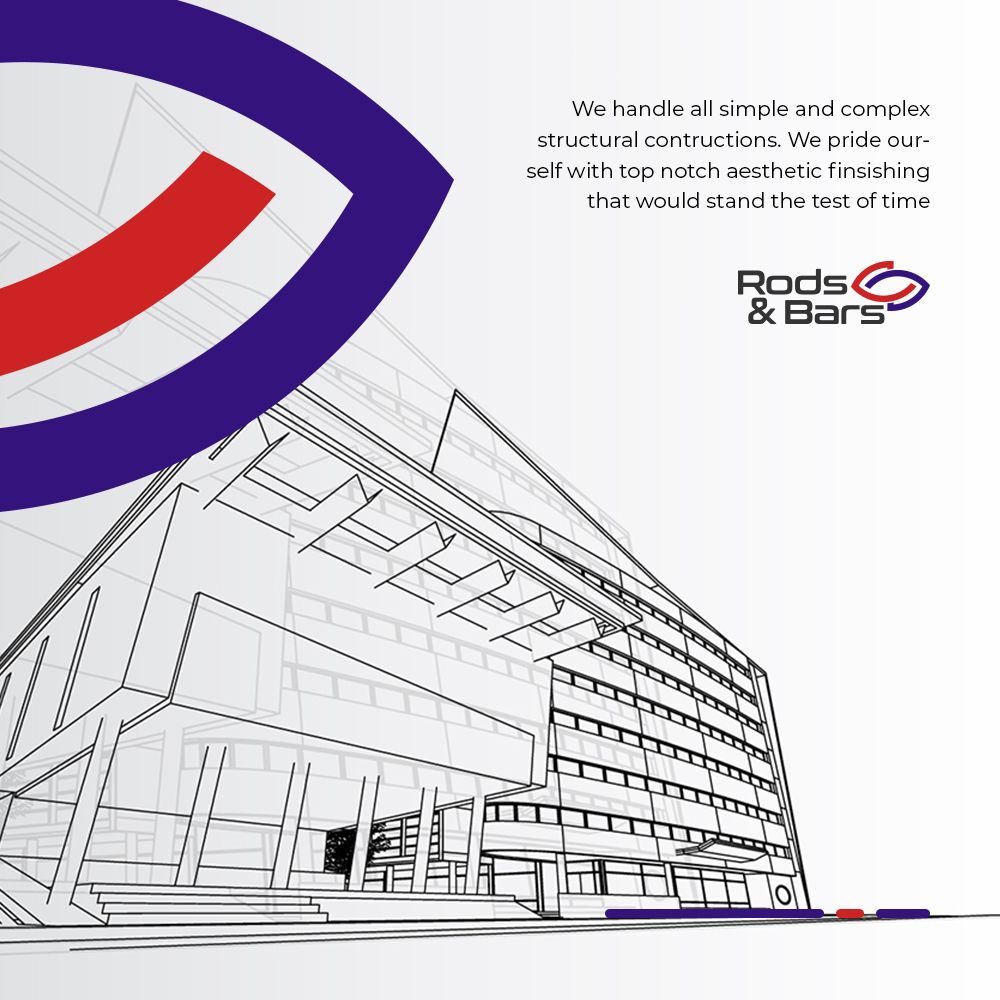 We handle all simple and complex
structural contructions. We pride our-
self with top notch aesthetic finsishing
that would stand the test of time
Rods
& Bars